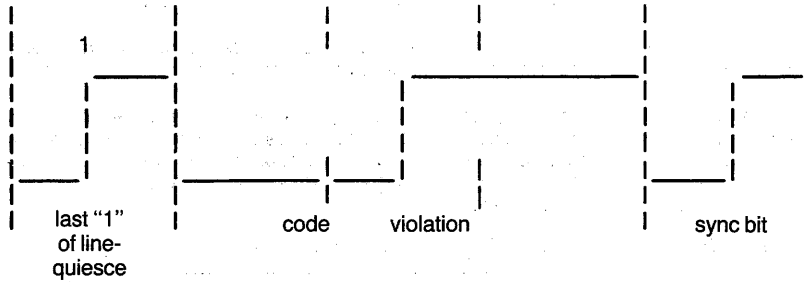 1
last "1"
of line-
quiesce
code
violation
sync bit